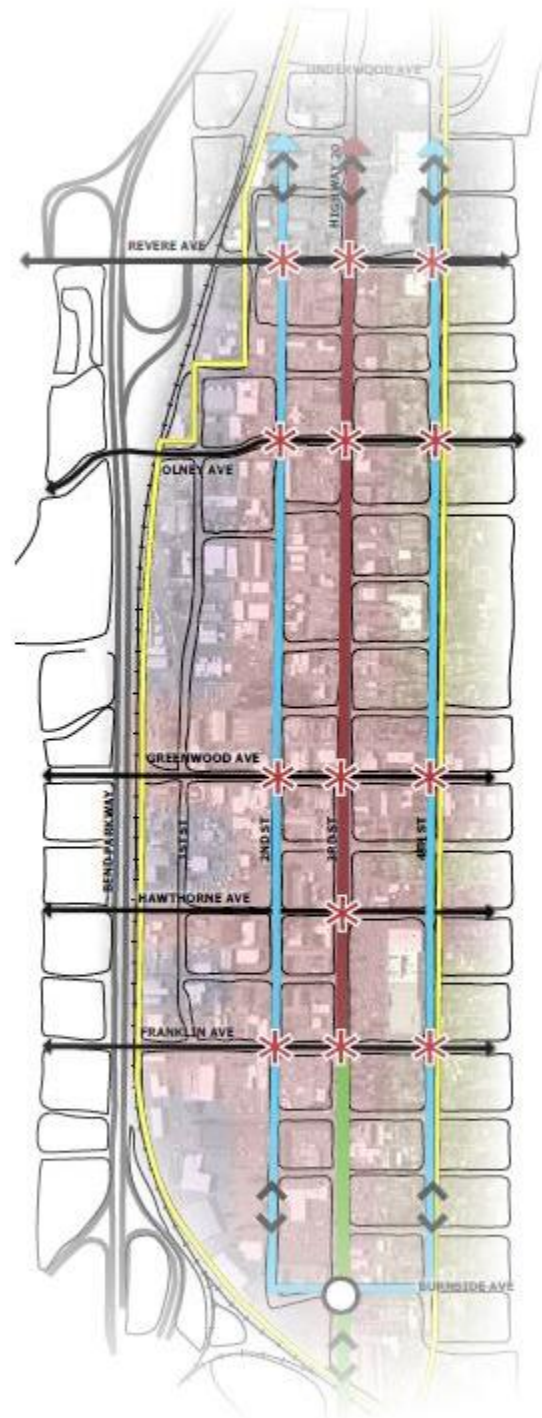 UNDERWOOD AVE
HIGHWAY 20
REVERE AVE
OLNEY AVE
GREENWOOD AVE
BEND PARKWAY
1ST ST
2ND ST
3RD ST
4TH ST
HAWTHORNE AVE
FRANKLIN AVE
BURNSIDE AVE